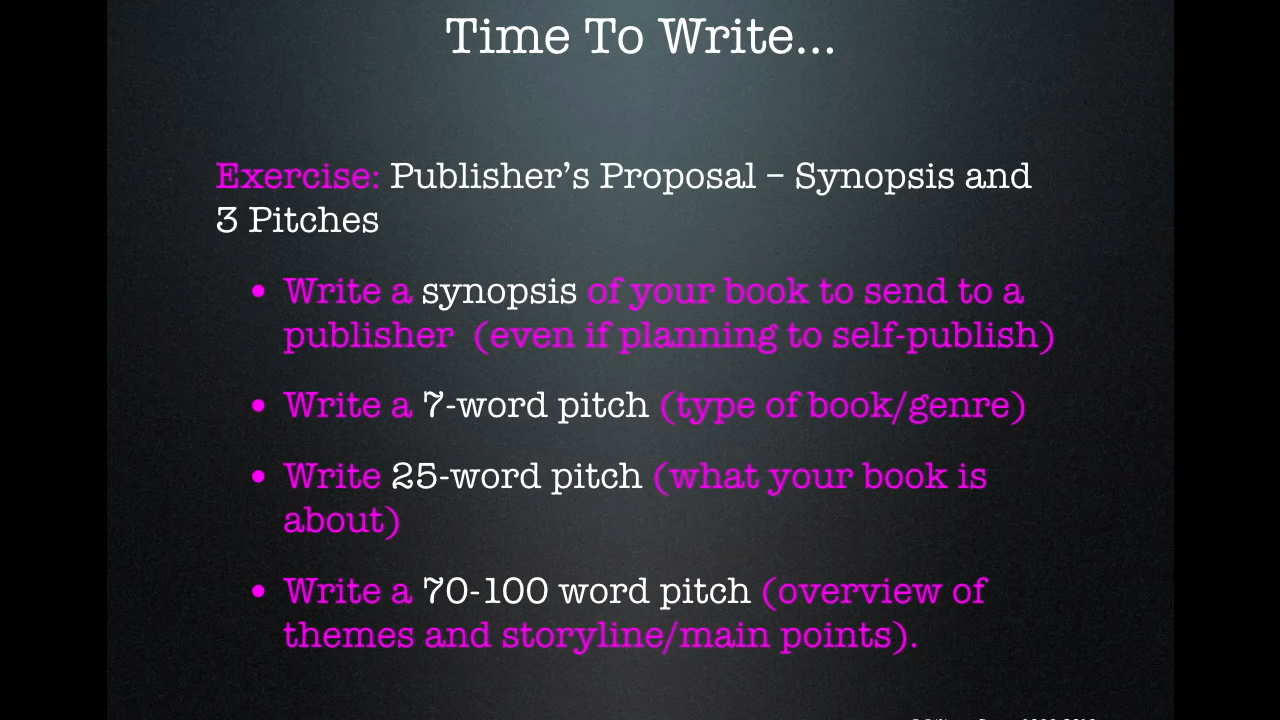 Time To Write...
Exercise: Publisher’s Proposal – Synopsis and
3 Pitches
• Write a synopsis of your book to send to a
publisher (even if planning to self-publish)
• Write a 7-word pitch (type of book/genre)
• Write 25-word pitch (what your book is
about)
• Write a 70-100 word pitch (overview of
themes and storyline/main points).